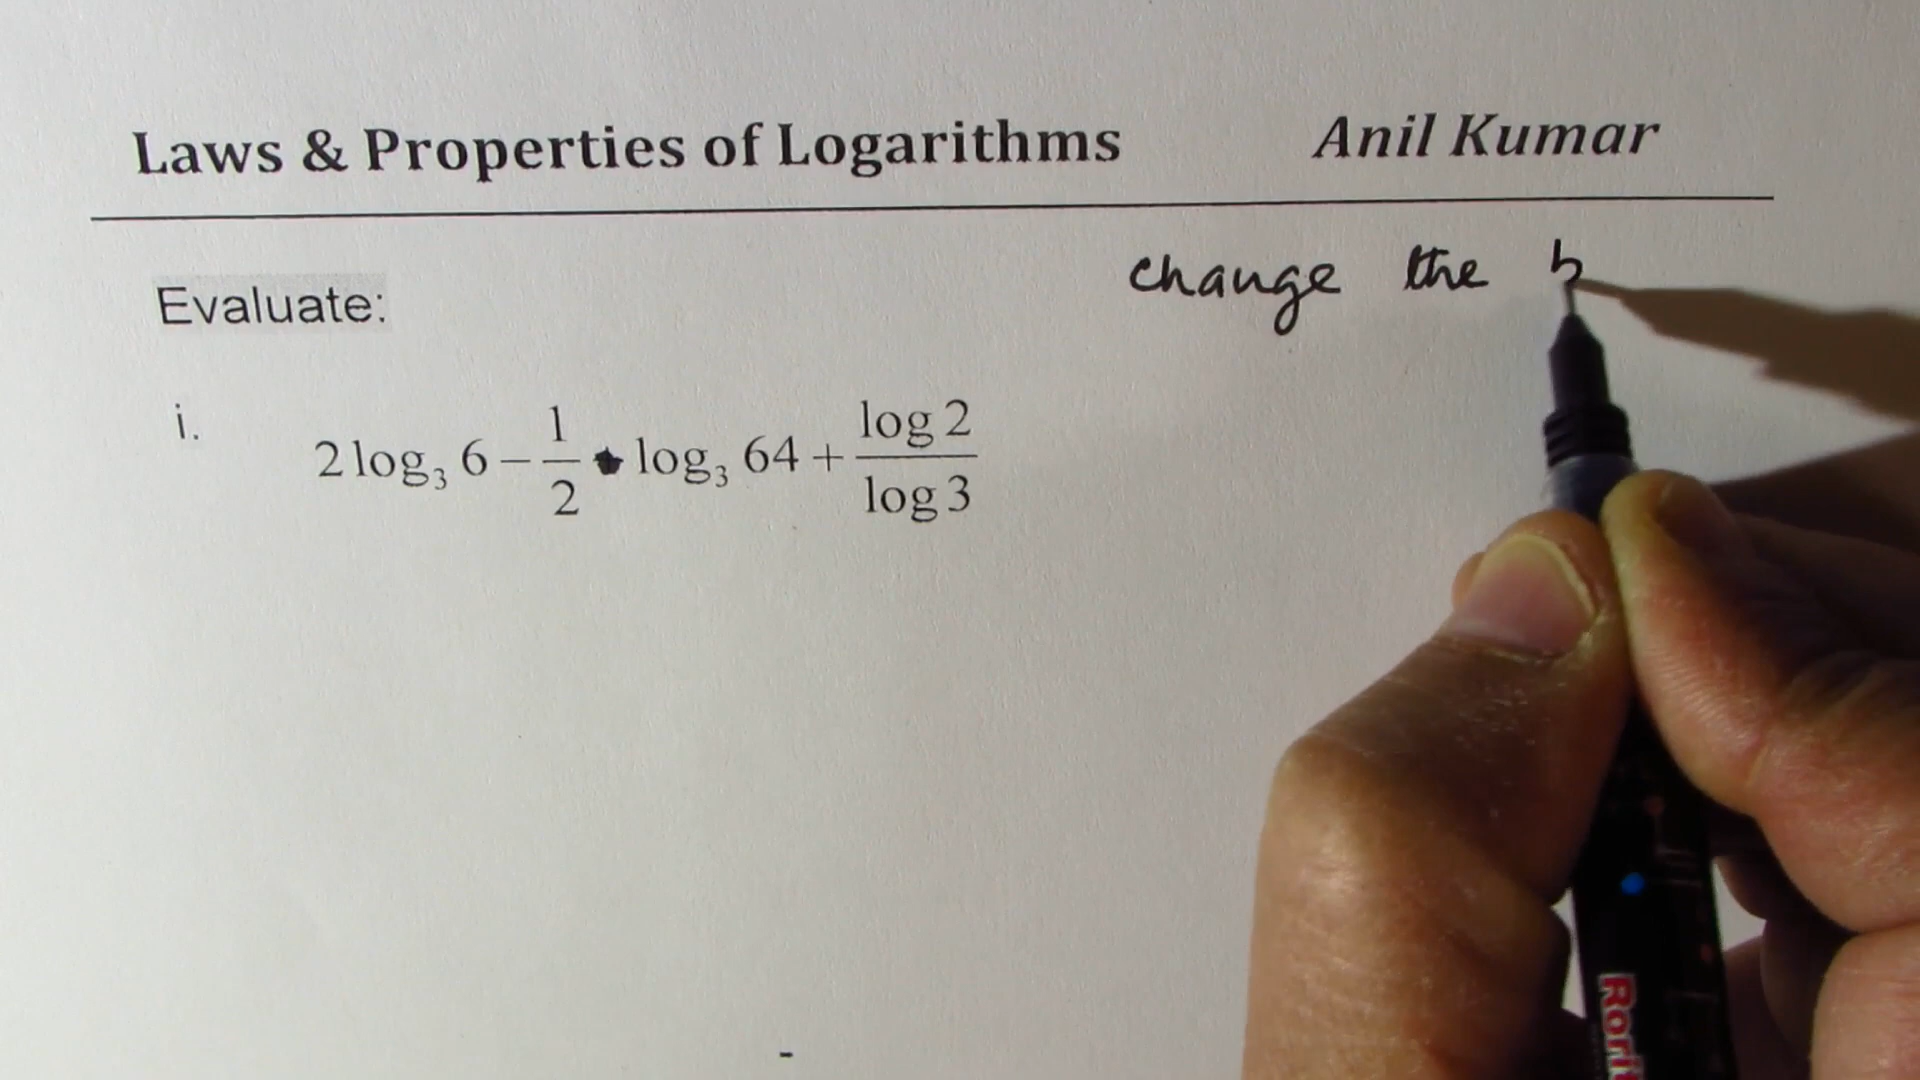 Laws & Properties of Logarithms Anil Kumar
change the b
Evaluate:
i. 2 log₃ 6 − 1/2 • log₃ 64 + log 2 / log 3
Rorit